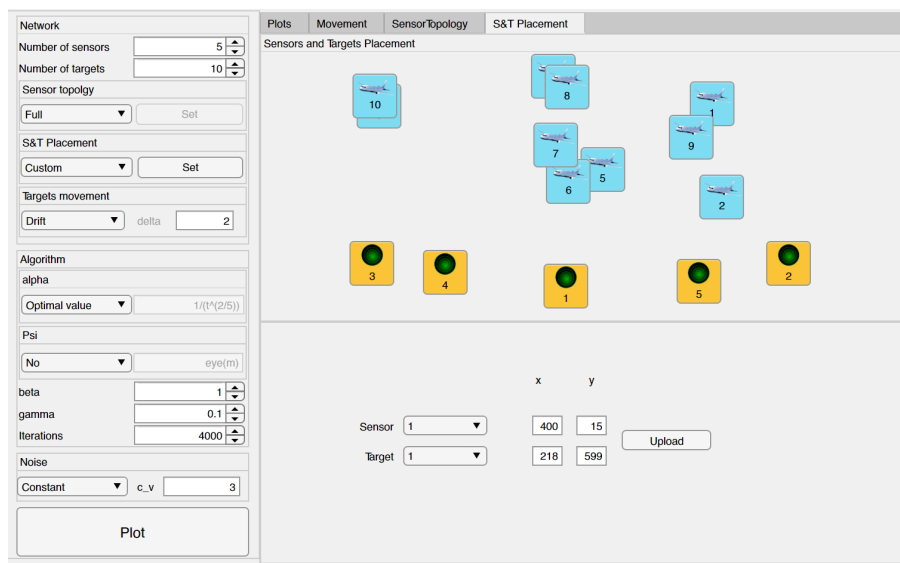 Network
Number of sensors 5
Number of targets 10
Sensor topolgy
Full Set
S&T Placement
Custom Set
Targets movement
Drift delta 2
Algorithm
alpha
Optimal value 1/(t^(2/5))
Psi
No eye(m)
beta 1
gamma 0.1
Iterations 4000
Noise
Constant c_v 3
Plot
Plots Movement SensorTopology S&T Placement
Sensors and Targets Placement
10
8
1
7
9
5
6
2
3
4
1
5
2
x y
Sensor 1 400 15
Target 1 218 599
Upload